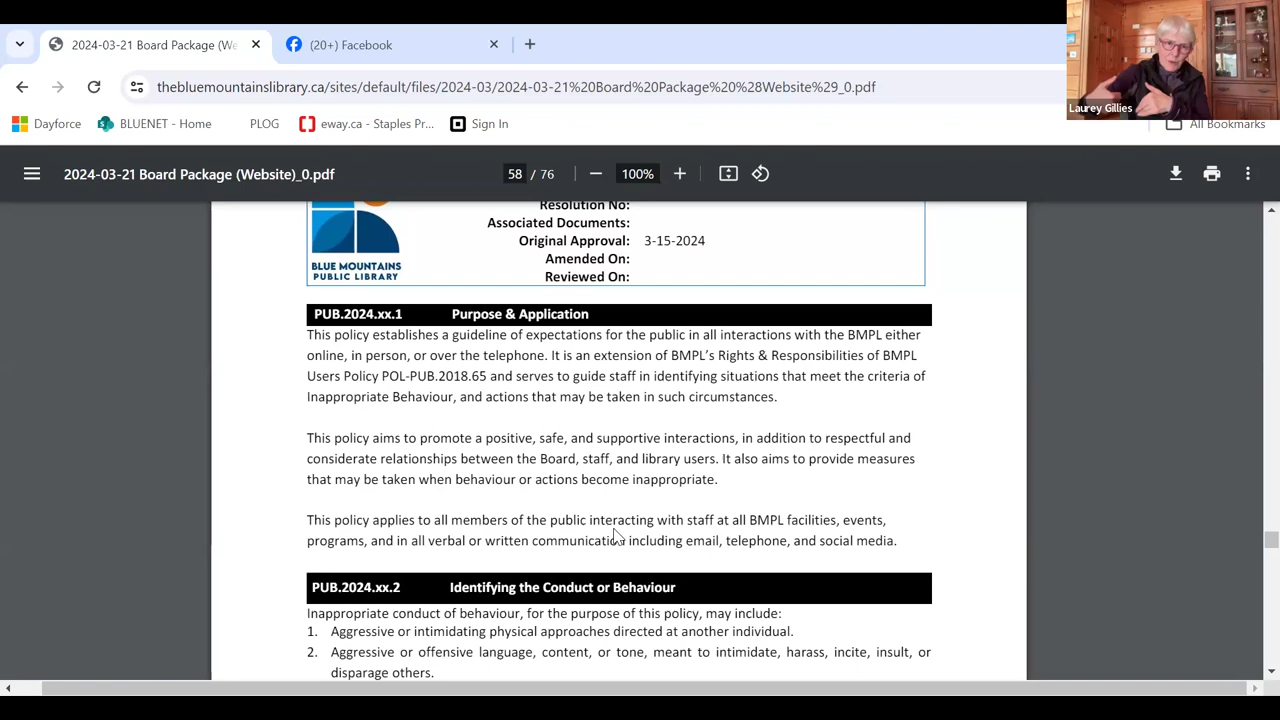 2024-03-21 Board Package (We
(20+) Facebook
thebluemountainslibrary.ca/sites/default/files/2024-03/2024-03-21%20Board%20Package%20%28Website%29_0.pdf
Laurey Gillies
Dayforce
BLUENET - Home
PLOG
eway.ca - Staples Pr...
Sign In
All Bookmarks
2024-03-21 Board Package (Website)_0.pdf
58 / 76
100%
Resolution No:
Associated Documents:
Original Approval: 3-15-2024
Amended On:
Reviewed On:
BLUE MOUNTAINS
PUBLIC LIBRARY
PUB.2024.xx.1 Purpose & Application
This policy establishes a guideline of expectations for the public in all interactions with the BMPL either
online, in person, or over the telephone. It is an extension of BMPL's Rights & Responsibilities of BMPL
Users Policy POL-PUB.2018.65 and serves to guide staff in identifying situations that meet the criteria of
Inappropriate Behaviour, and actions that may be taken in such circumstances.
This policy aims to promote a positive, safe, and supportive interactions, in addition to respectful and
considerate relationships between the Board, staff, and library users. It also aims to provide measures
that may be taken when behaviour or actions become inappropriate.
This policy applies to all members of the public interacting with staff at all BMPL facilities, events,
programs, and in all verbal or written communication including email, telephone, and social media.
PUB.2024.xx.2 Identifying the Conduct or Behaviour
Inappropriate conduct of behaviour, for the purpose of this policy, may include:
1. Aggressive or intimidating physical approaches directed at another individual.
2. Aggressive or offensive language, content, or tone, meant to intimidate, harass, incite, insult, or
disparage others.